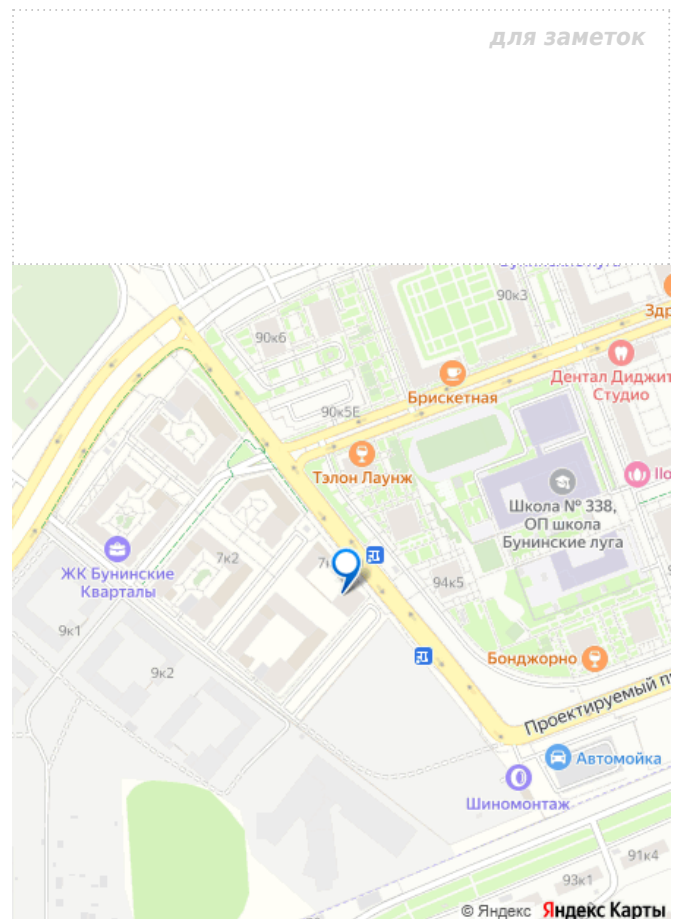 для заметок
90к3
Здр
90к6
Дентал Диджит
Студио
Брискетная
90к5Е
Тэлон Лаунж
Школа № 338,
ОП школа
Бунинские луга
7к2
ЖК Бунинские
Кварталы
94к5
9к1
Бонджорно
9к2
Проектируемый п
Автомойка
Шиномонтаж
91к4
93к1
© Яндекс Яндекс Карты